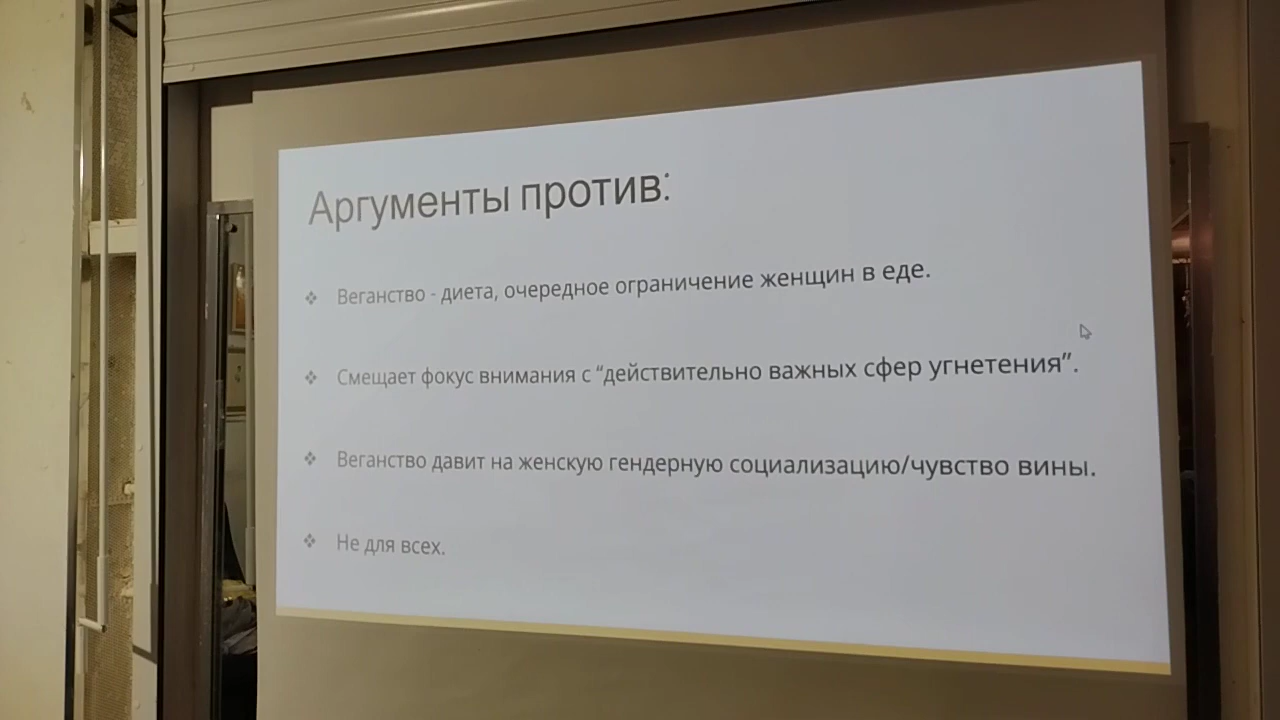 Аргументы против:
❖ Веганство - диета, очередное ограничение женщин в еде.
❖ Смещает фокус внимания с “действительно важных сфер угнетения”.
❖ Веганство давит на женскую гендерную социализацию/чувство вины.
❖ Не для всех.